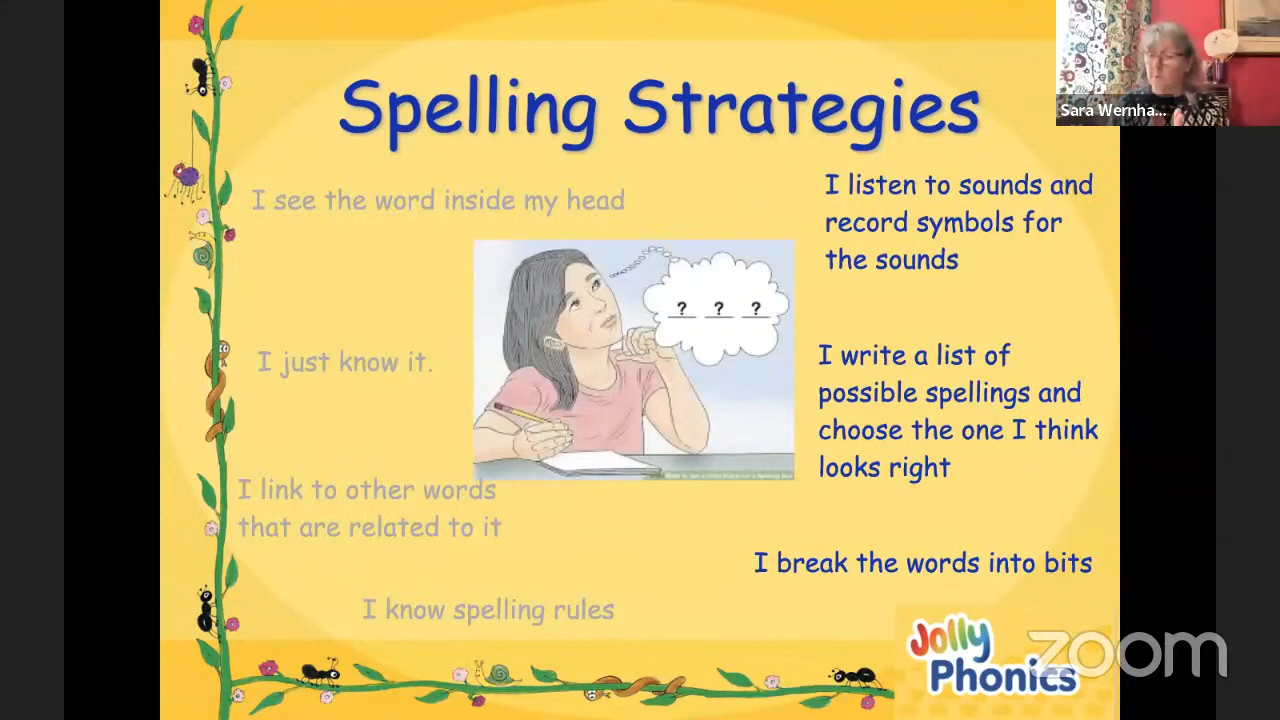 Sara Wernha...
Spelling Strategies
I see the word inside my head
I listen to sounds and
record symbols for
the sounds
? ? ?
I just know it.
I write a list of
possible spellings and
choose the one I think
looks right
I link to other words
that are related to it
I break the words into bits
I know spelling rules
Jolly
Phonics
zoom